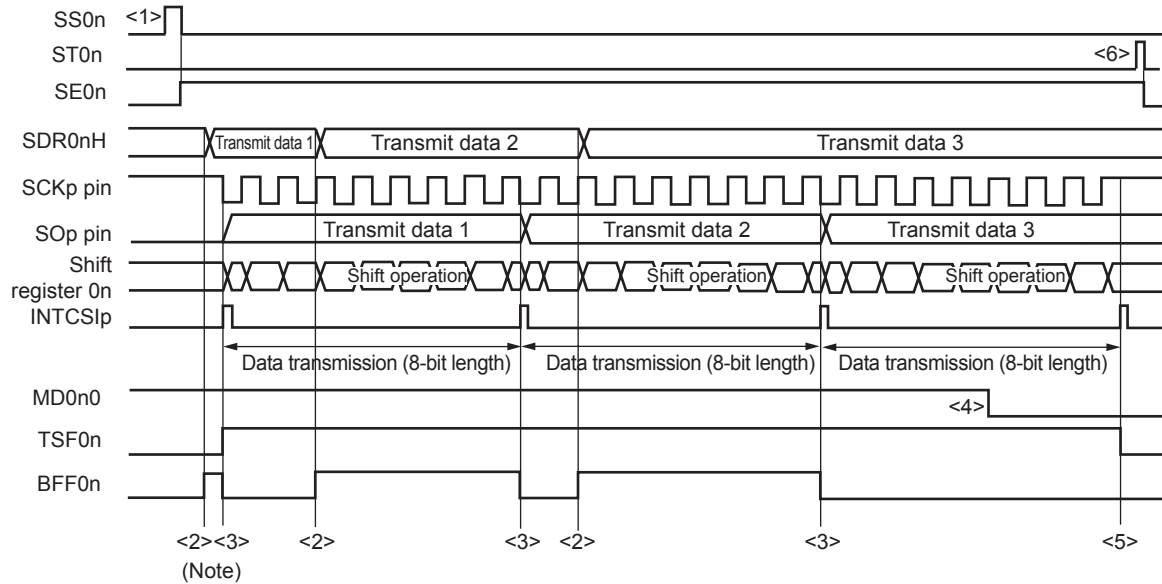 SS0n <1>
ST0n <6>
SE0n
SDR0nH Transmit data 1 Transmit data 2 Transmit data 3
SCKp pin
SOp pin Transmit data 1 Transmit data 2 Transmit data 3
Shift
register 0n Shift operation Shift operation Shift operation
INTCSIp
Data transmission (8-bit length) Data transmission (8-bit length) Data transmission (8-bit length)
MD0n0 <4>
TSF0n
BFF0n
<2> <3> <2> <3> <2> <3> <5>
(Note)